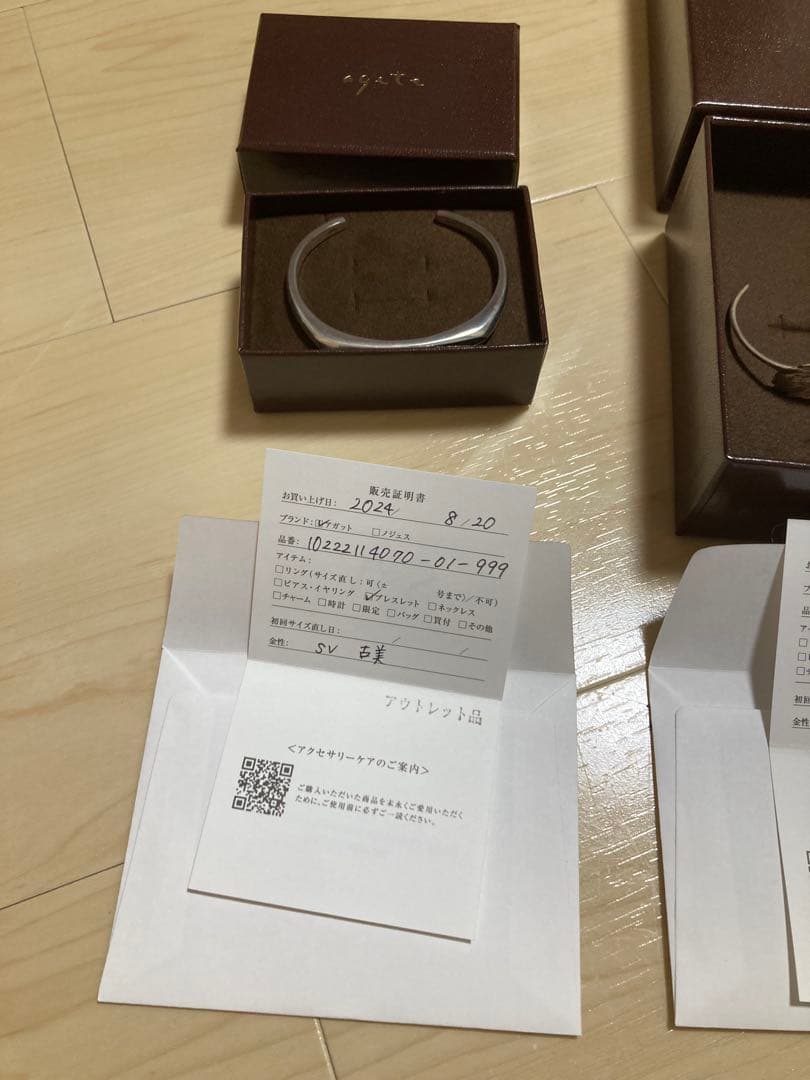 agete
販売証明書
お買い上げ日: 2024/ 8/20
ブランド: ☑アガット □ノジェス
品番: 10222114070-01-999
アイテム:
□リング(サイズ直し:可(± 号まで)/不可)
□ピアス・イヤリング ☑ブレスレット □ネックレス
□チャーム □時計 □限定 □バッグ □買付 □その他
初回サイズ直し日: / /
金性: SV 古美
アウトレット品
<アクセサリーケアのご案内>
ご購入いただいた商品を末永くご愛用いただく
ために、ご使用前に必ずご一読ください。
初回
金性